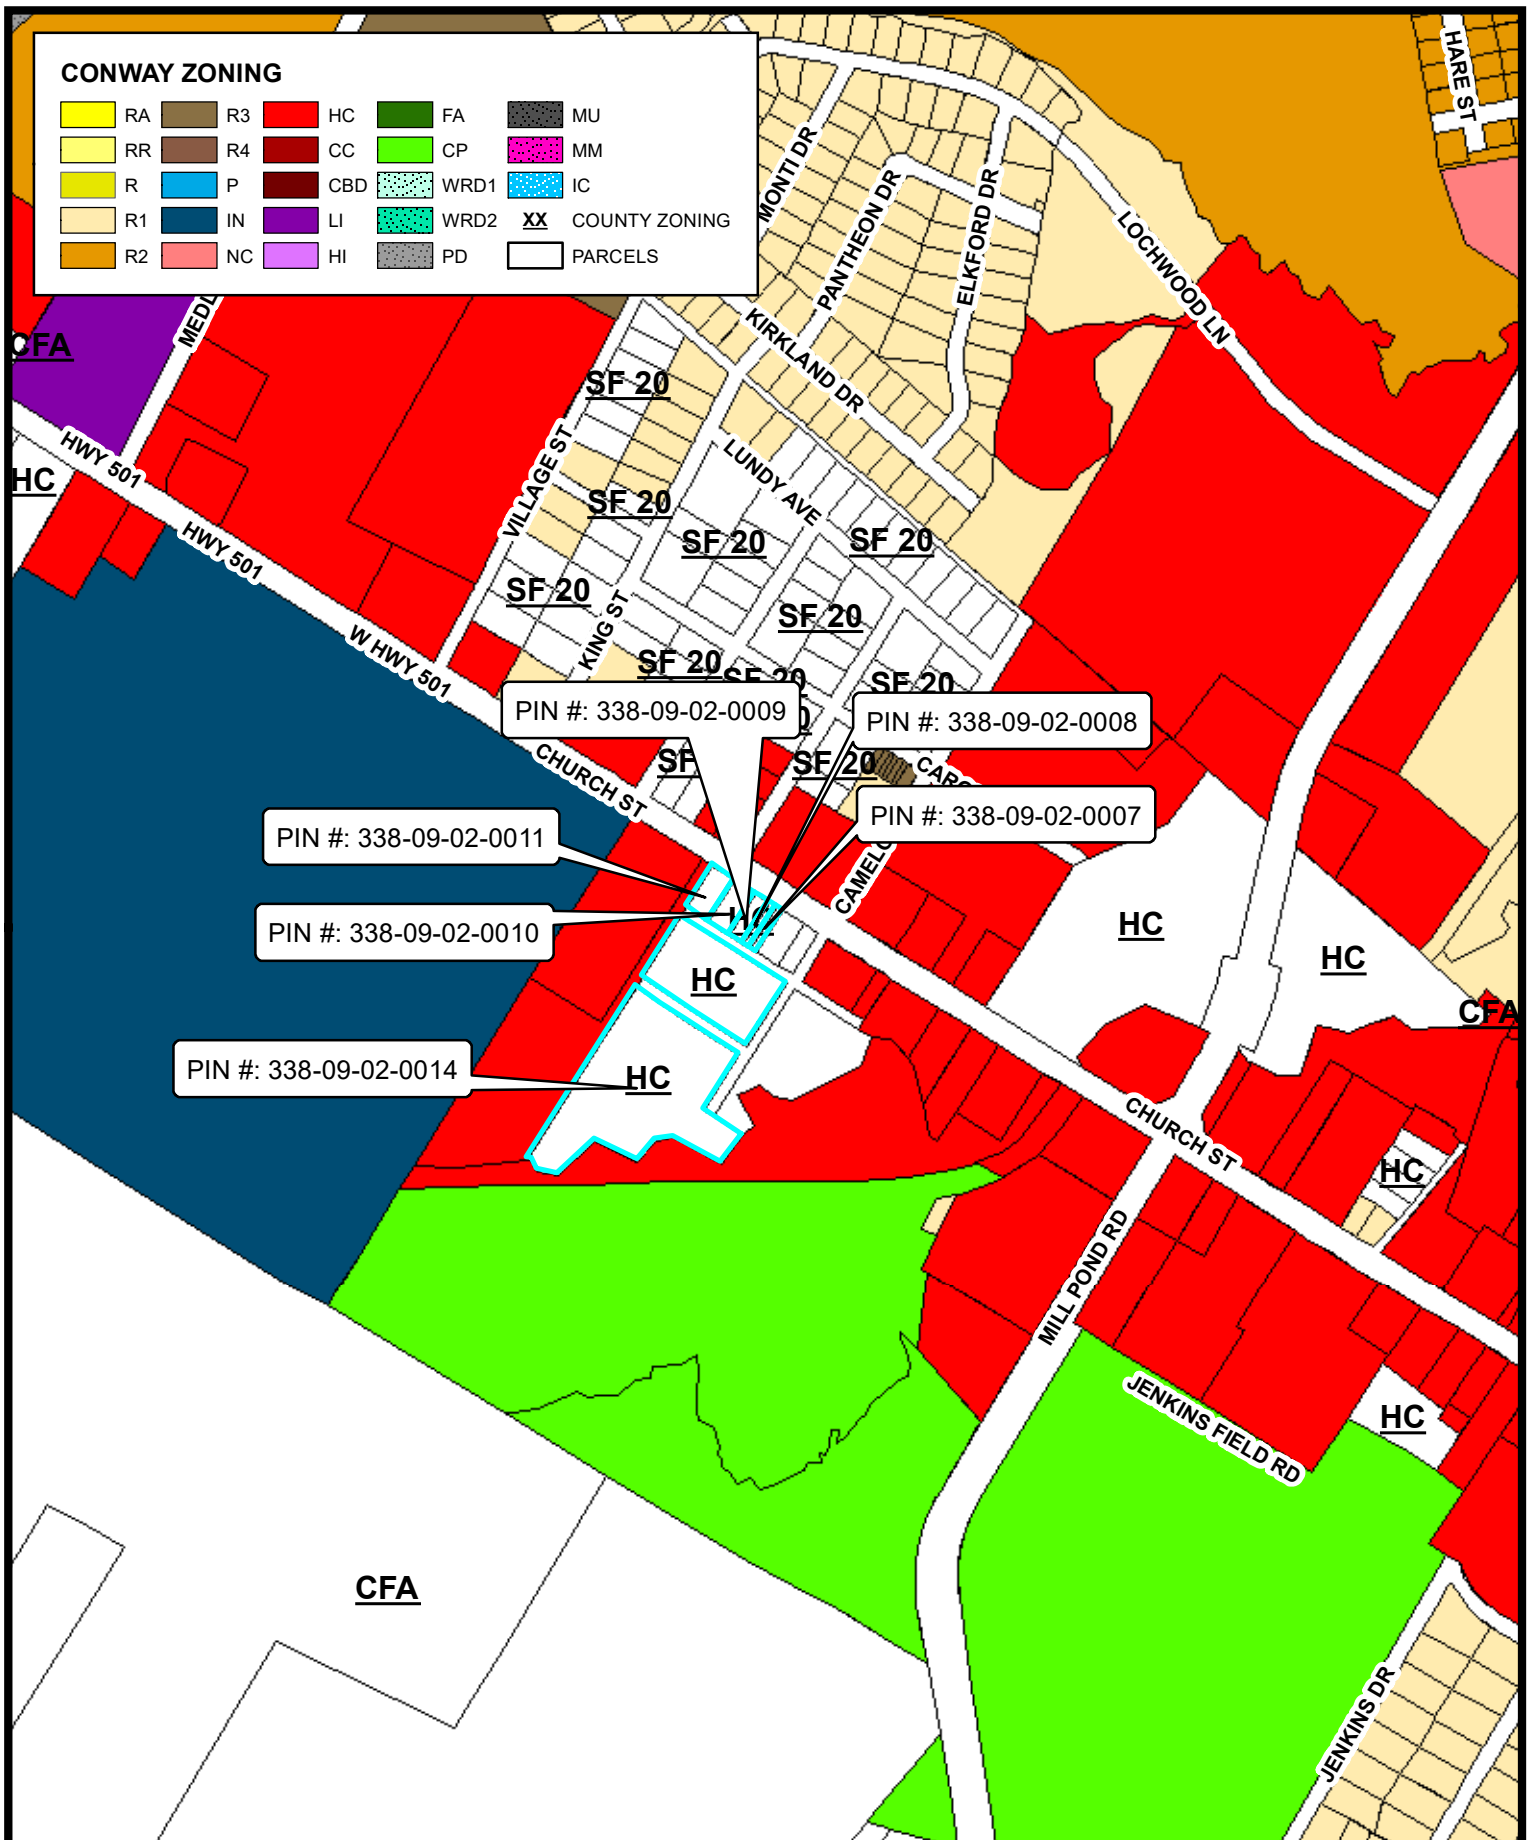 CONWAY ZONING
RA R3 HC FA MU
RR R4 CC CP MM
R P CBD WRD1 IC
R1 IN LI WRD2 XX COUNTY ZONING
R2 NC HI PD PARCELS
HARE ST
MONTI DR
PANTHEON DR
ELKFORD DR
LOCHWOOD LN
KIRKLAND DR
CFA
HC
HWY 501
HWY 501
W HWY 501
VILLAGE ST
KING ST
LUNDY AVE
SF 20
SF 20
SF 20
SF 20
SF 20
SF 20
SF 20
SF 20
SF 20
SF 20
SF
PIN #: 338-09-02-0009
PIN #: 338-09-02-0008
CHURCH ST
PIN #: 338-09-02-0007
PIN #: 338-09-02-0011
PIN #: 338-09-02-0010
HC
HC
HC
HC
CFA
PIN #: 338-09-02-0014
HC
CHURCH ST
HC
MILL POND RD
JENKINS FIELD RD
HC
CFA
JENKINS DR